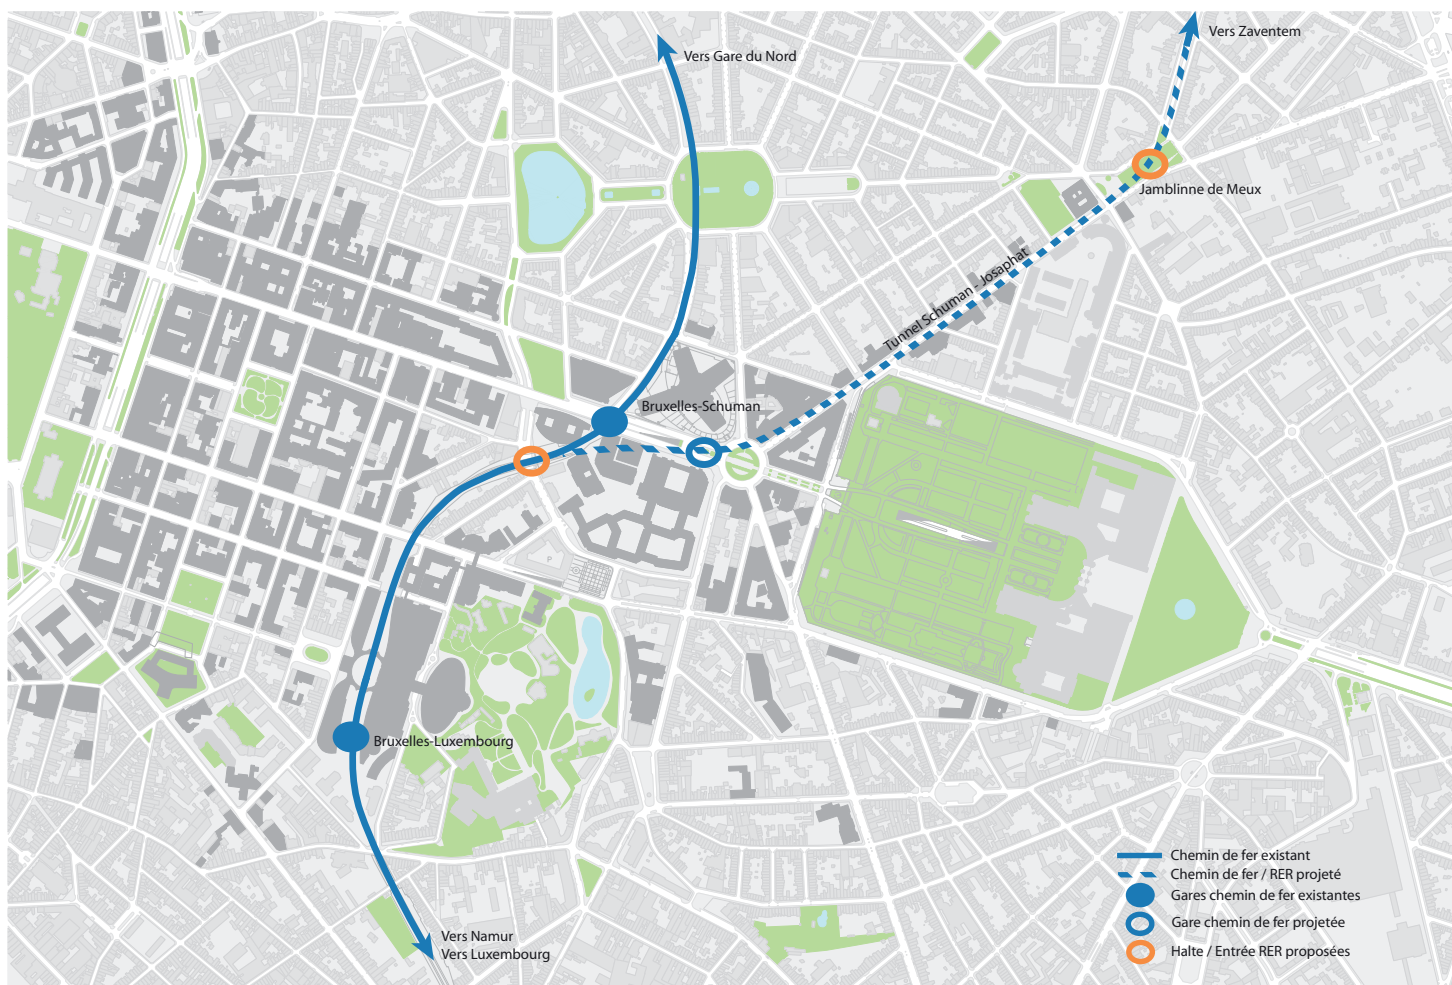 Vers Zaventem
Vers Gare du Nord
Jamblinne de Meux
Tunnel Schuman - Josaphat
Bruxelles-Schuman
P
Bruxelles-Luxembourg
Chemin de fer existant
Chemin de fer / RER projeté
Gares chemin de fer existantes
Gare chemin de fer projetée
Halte / Entrée RER proposées
Vers Namur
Vers Luxembourg